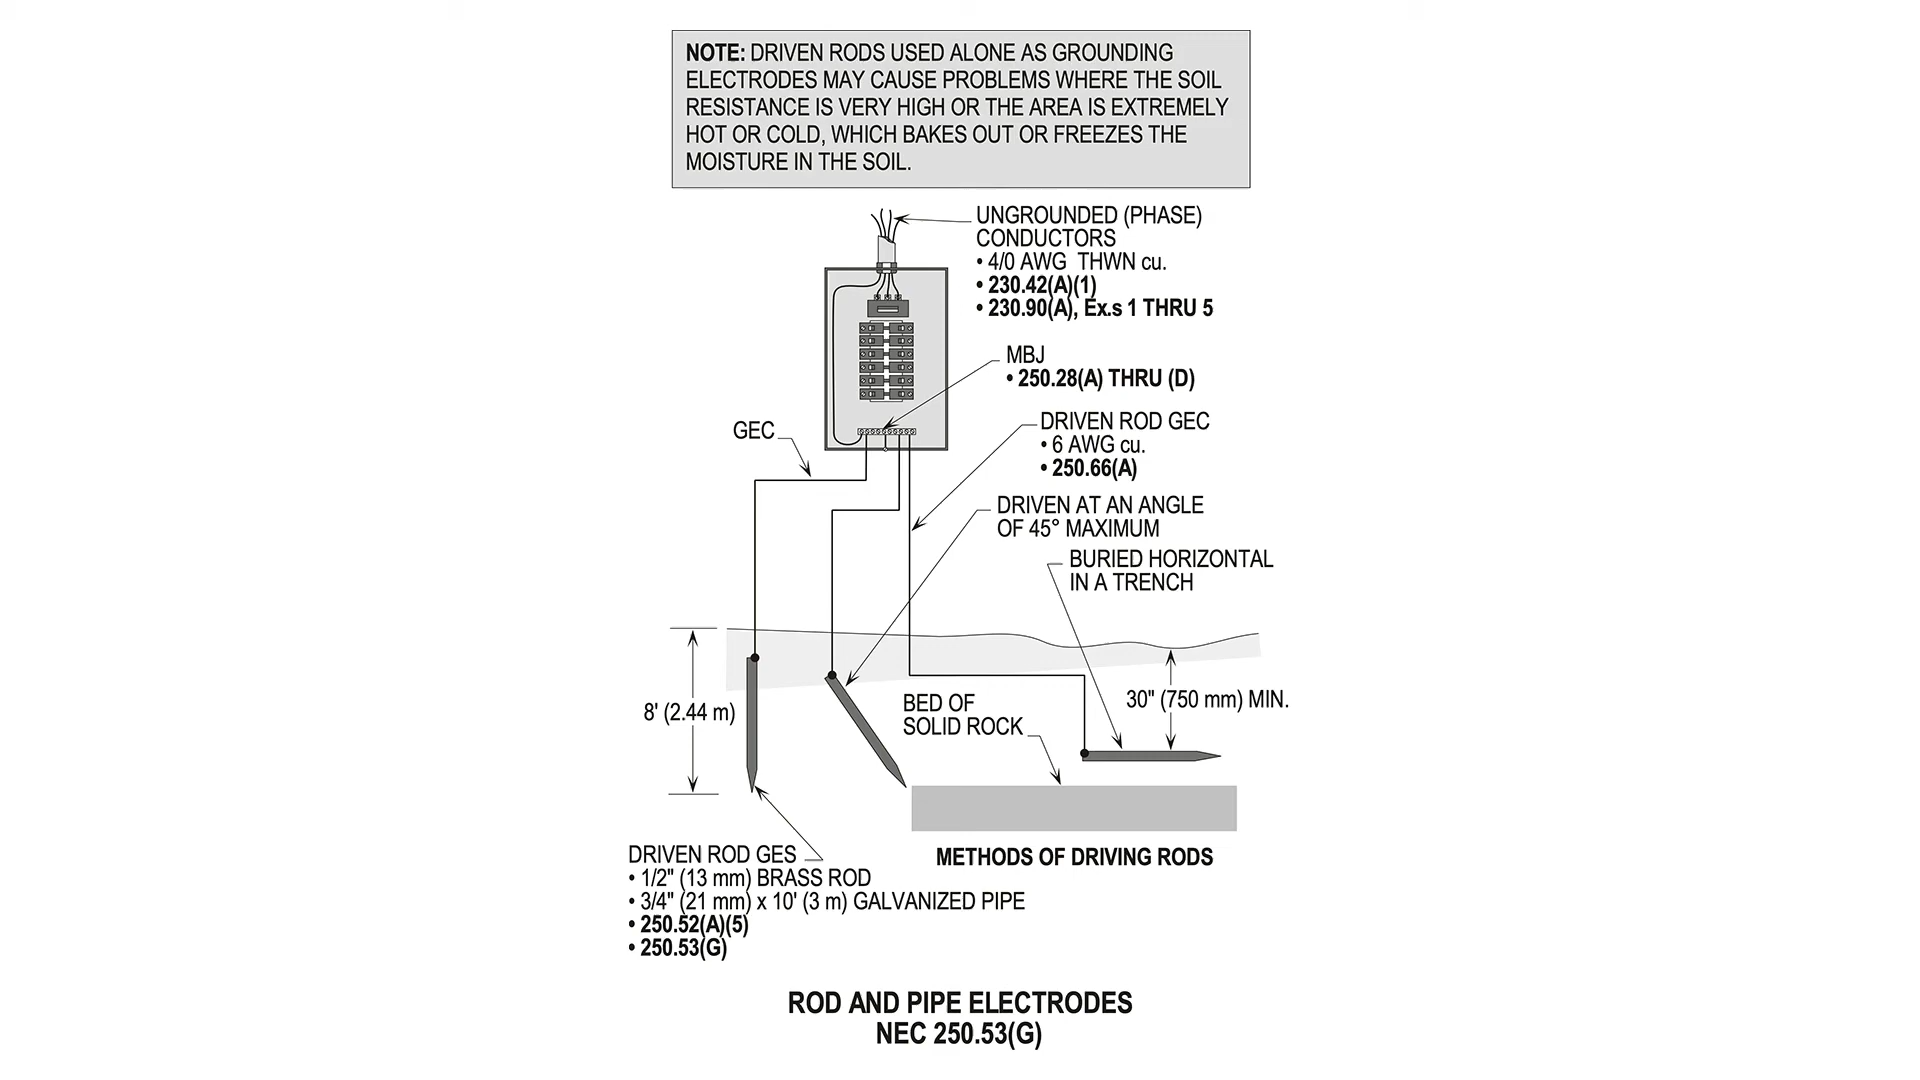 NOTE: DRIVEN RODS USED ALONE AS GROUNDING
ELECTRODES MAY CAUSE PROBLEMS WHERE THE SOIL
RESISTANCE IS VERY HIGH OR THE AREA IS EXTREMELY
HOT OR COLD, WHICH BAKES OUT OR FREEZES THE
MOISTURE IN THE SOIL.
UNGROUNDED (PHASE)
CONDUCTORS
• 4/0 AWG THWN cu.
• 230.42(A)(1)
• 230.90(A), Ex.s 1 THRU 5
MBJ
• 250.28(A) THRU (D)
GEC
DRIVEN ROD GEC
• 6 AWG cu.
• 250.66(A)
DRIVEN AT AN ANGLE
OF 45° MAXIMUM
BURIED HORIZONTAL
IN A TRENCH
8' (2.44 m)
BED OF
SOLID ROCK
30" (750 mm) MIN.
DRIVEN ROD GES
• 1/2" (13 mm) BRASS ROD
• 3/4" (21 mm) x 10' (3 m) GALVANIZED PIPE
• 250.52(A)(5)
• 250.53(G)
METHODS OF DRIVING RODS
ROD AND PIPE ELECTRODES
NEC 250.53(G)